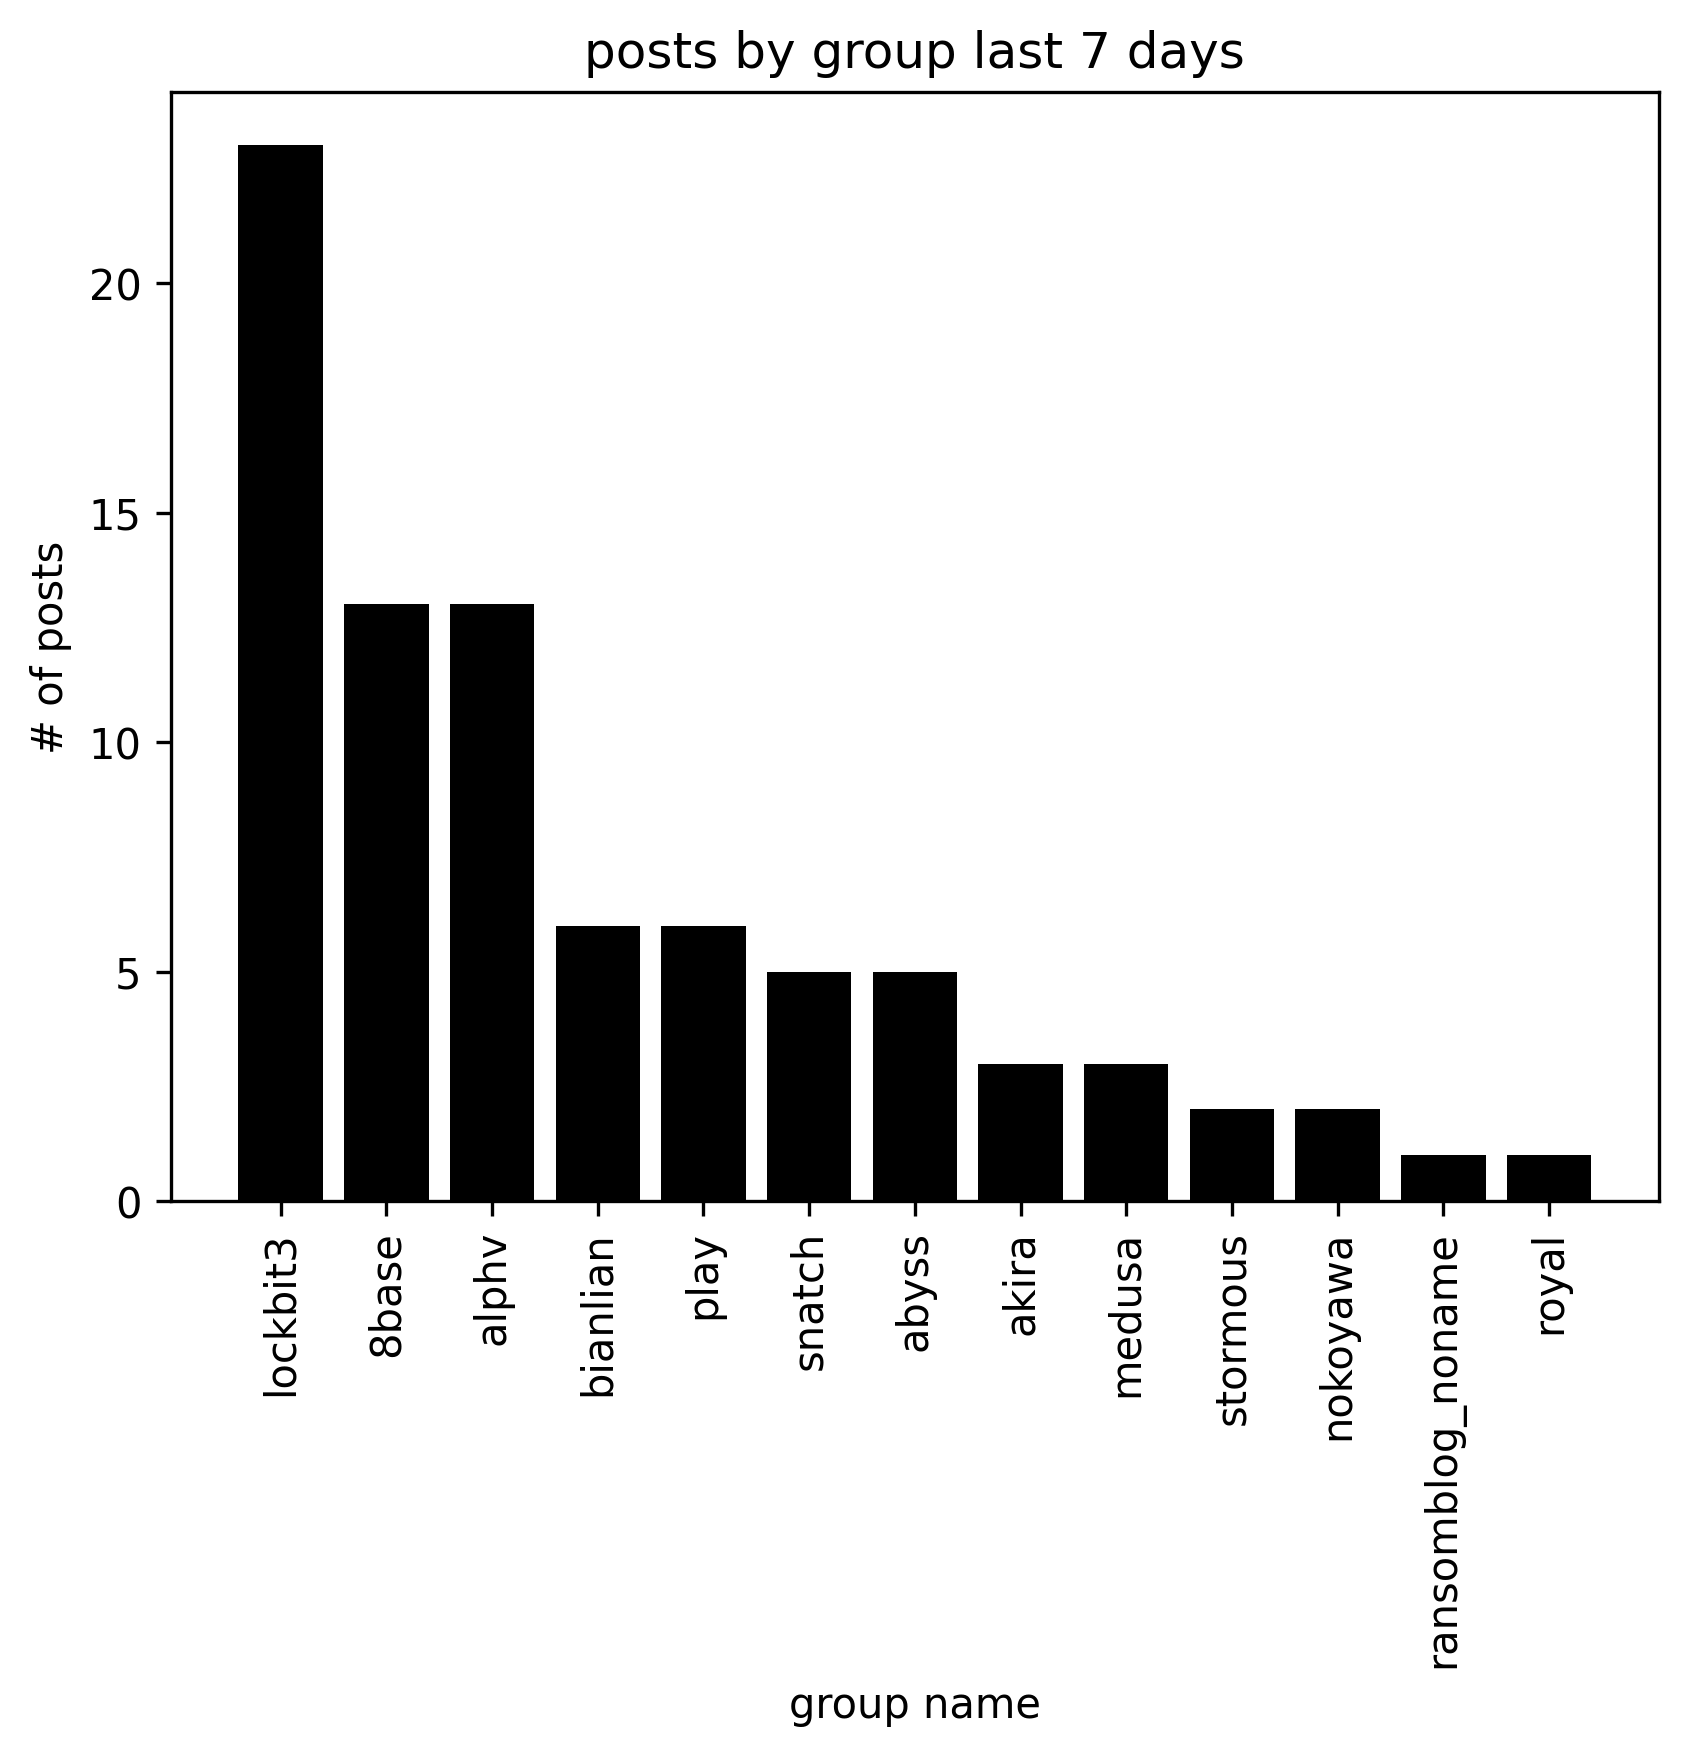 posts by group last 7 days
# of posts
20
15
10
5
0
lockbit3
8base
alphv
bianlian
play
snatch
abyss
akira
medusa
stormous
nokoyawa
ransomblog_noname
royal
group name